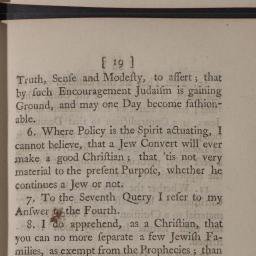 [ 19 ]
Truth, Senſe and Modeſty, to aſſert; that
by ſuch Encouragement Judaiſm is gaining
Ground, and may one Day become faſhion-
able.
6. Where Policy is the Spirit actuating, I
cannot believe, that a Jew Convert will ever
make a good Chriſtian; that 'tis not very
material to the preſent Purpoſe, whether he
continues a Jew or not.
7. To the Seventh Query I refer to my
Anſwer to the Fourth.
8. I do apprehend, as a Chriſtian, that
you can no more ſeparate a few Jewiſh Fa-
milies, as exempt from the Prophecies; than